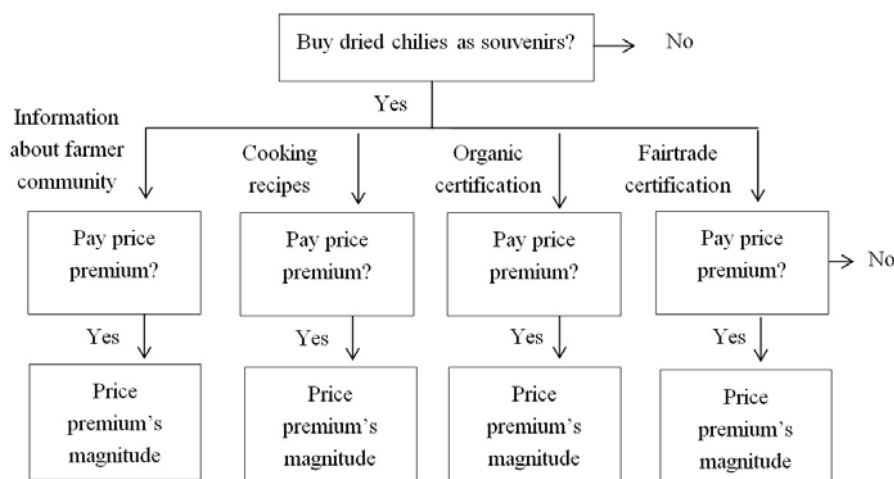 Buy dried chilies as souvenirs?
No
Yes
Information
about farmer
community
Cooking
recipes
Organic
certification
Fairtrade
certification
Pay price
premium?
Pay price
premium?
Pay price
premium?
Pay price
premium?
No
Yes
Yes
Yes
Yes
Price
premium’s
magnitude
Price
premium’s
magnitude
Price
premium’s
magnitude
Price
premium’s
magnitude